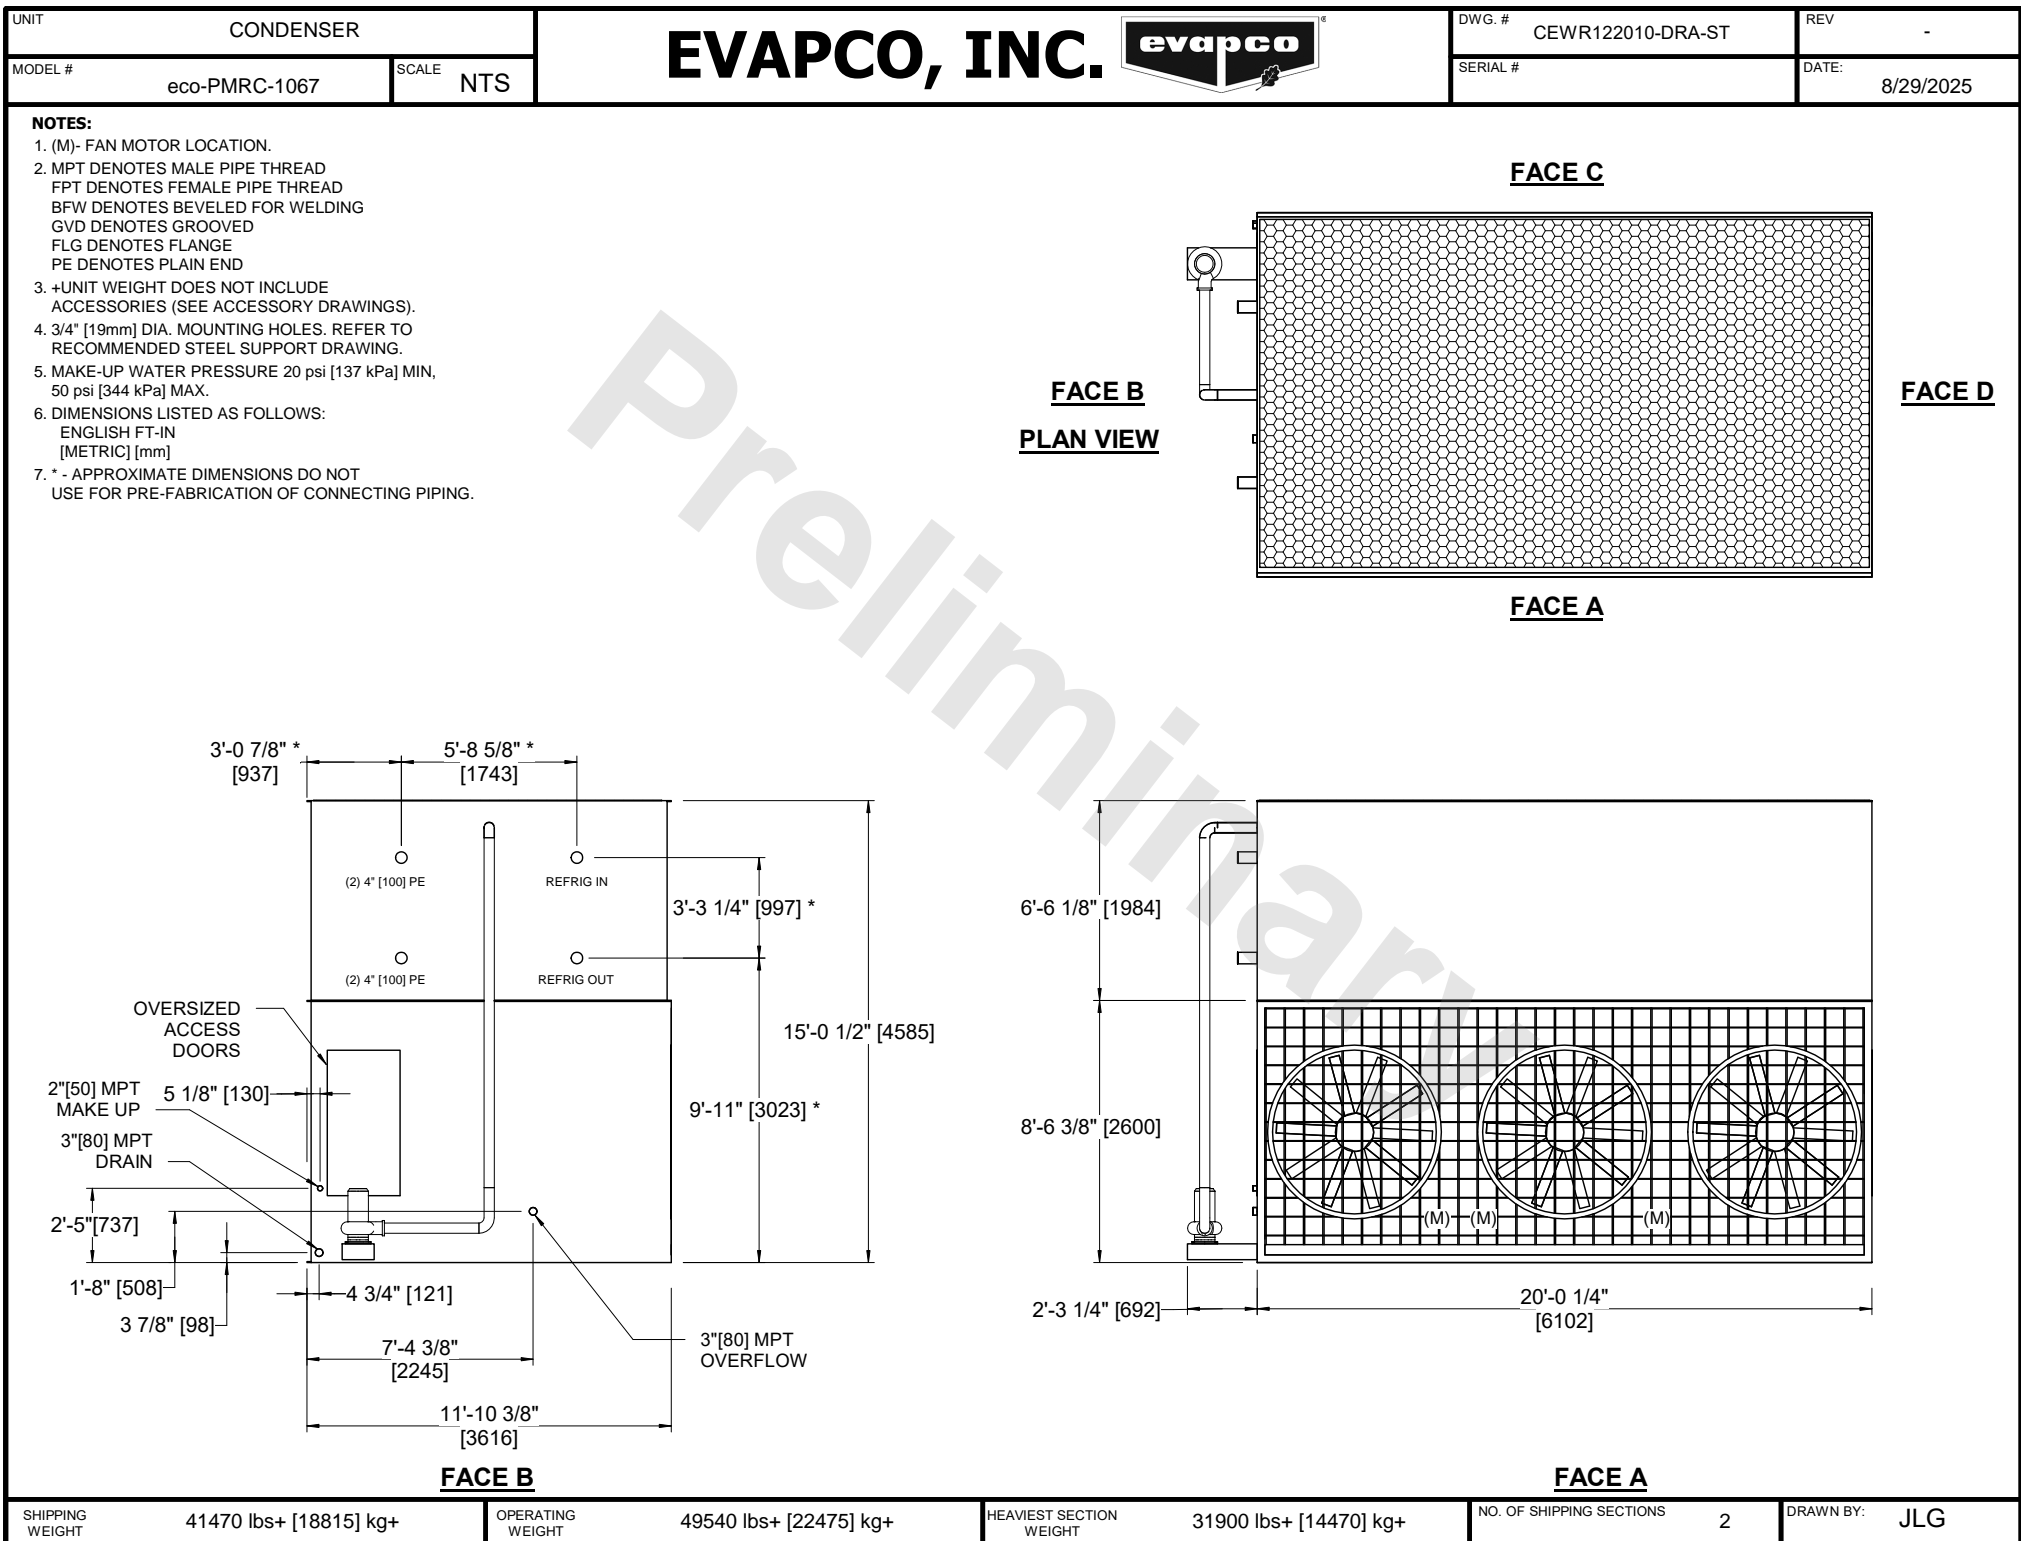 UNIT
CONDENSER
MODEL #
eco-PMRC-1067
SCALE
NTS
EVAPCO, INC.
evapco
®
DWG. #
CEWR122010-DRA-ST
REV
-
SERIAL #
DATE:
8/29/2025
NOTES:
1. (M)- FAN MOTOR LOCATION.
2. MPT DENOTES MALE PIPE THREAD
FPT DENOTES FEMALE PIPE THREAD
BFW DENOTES BEVELED FOR WELDING
GVD DENOTES GROOVED
FLG DENOTES FLANGE
PE DENOTES PLAIN END
3. +UNIT WEIGHT DOES NOT INCLUDE
ACCESSORIES (SEE ACCESSORY DRAWINGS).
4. 3/4" [19mm] DIA. MOUNTING HOLES. REFER TO
RECOMMENDED STEEL SUPPORT DRAWING.
5. MAKE-UP WATER PRESSURE 20 psi [137 kPa] MIN,
50 psi [344 kPa] MAX.
6. DIMENSIONS LISTED AS FOLLOWS:
ENGLISH FT-IN
[METRIC] [mm]
7. * - APPROXIMATE DIMENSIONS DO NOT
USE FOR PRE-FABRICATION OF CONNECTING PIPING.
Preliminary
FACE C
FACE B
FACE D
PLAN VIEW
FACE A
3'-0 7/8" *
[937]
5'-8 5/8" *
[1743]
(2) 4" [100] PE
REFRIG IN
3'-3 1/4" [997] *
(2) 4" [100] PE
REFRIG OUT
OVERSIZED
ACCESS
DOORS
15'-0 1/2" [4585]
2"[50] MPT
MAKE UP
5 1/8" [130]
9'-11" [3023] *
3"[80] MPT
DRAIN
2'-5"[737]
1'-8" [508]
4 3/4" [121]
3 7/8" [98]
7'-4 3/8"
[2245]
3"[80] MPT
OVERFLOW
11'-10 3/8"
[3616]
FACE B
6'-6 1/8" [1984]
8'-6 3/8" [2600]
(M)
(M)
(M)
2'-3 1/4" [692]
20'-0 1/4"
[6102]
FACE A
SHIPPING
WEIGHT
41470 lbs+ [18815] kg+
OPERATING
WEIGHT
49540 lbs+ [22475] kg+
HEAVIEST SECTION
WEIGHT
31900 lbs+ [14470] kg+
NO. OF SHIPPING SECTIONS
2
DRAWN BY:
JLG